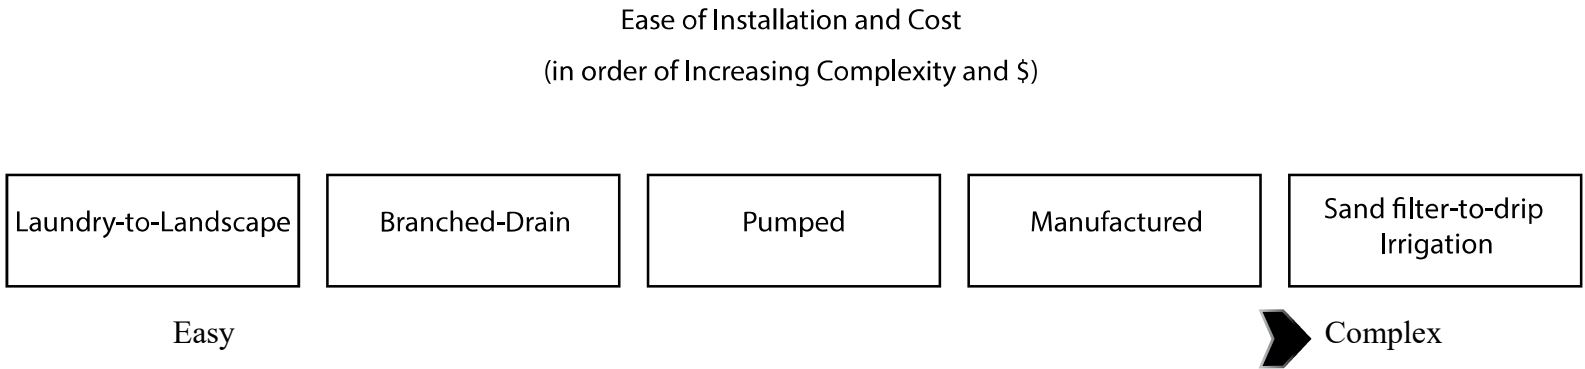 Ease of Installation and Cost
(in order of Increasing Complexity and $)
Laundry-to-Landscape
Branched-Drain
Pumped
Manufactured
Sand filter-to-drip
Irrigation
Easy
Complex